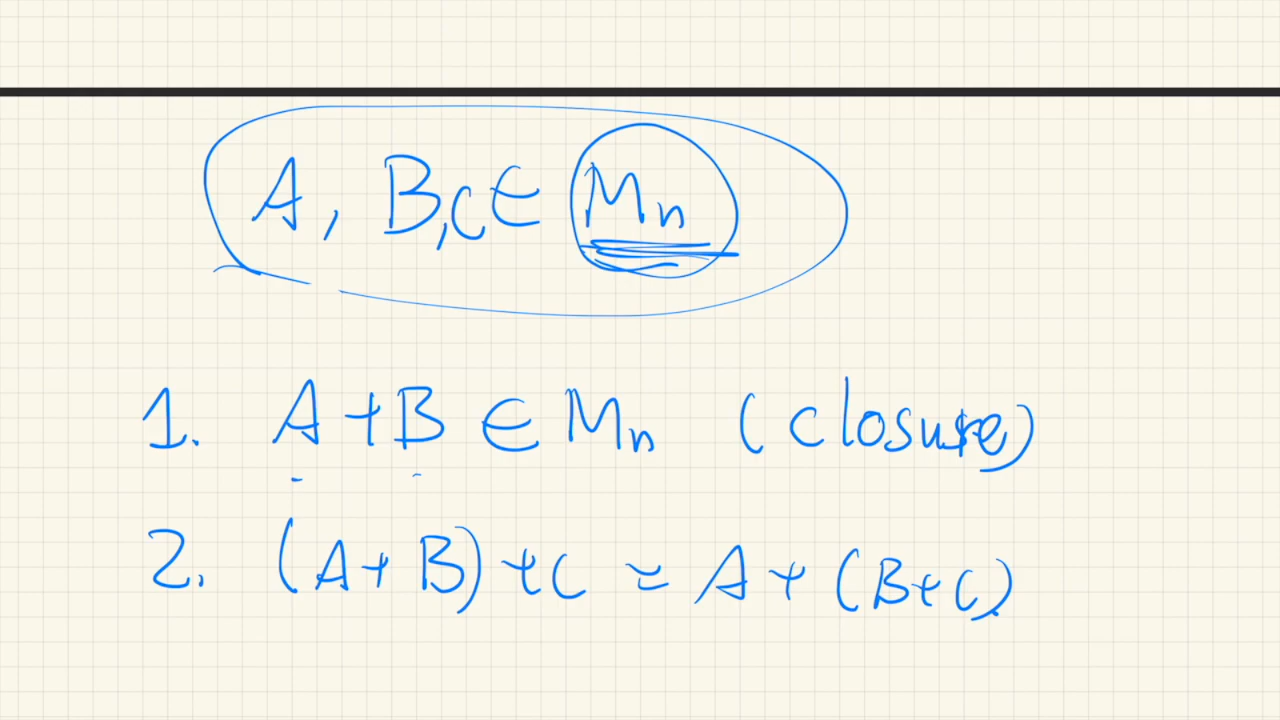 A, B, C ∈ Mn
1. A + B ∈ Mn (closure)
2. (A + B) + C = A + (B + C)